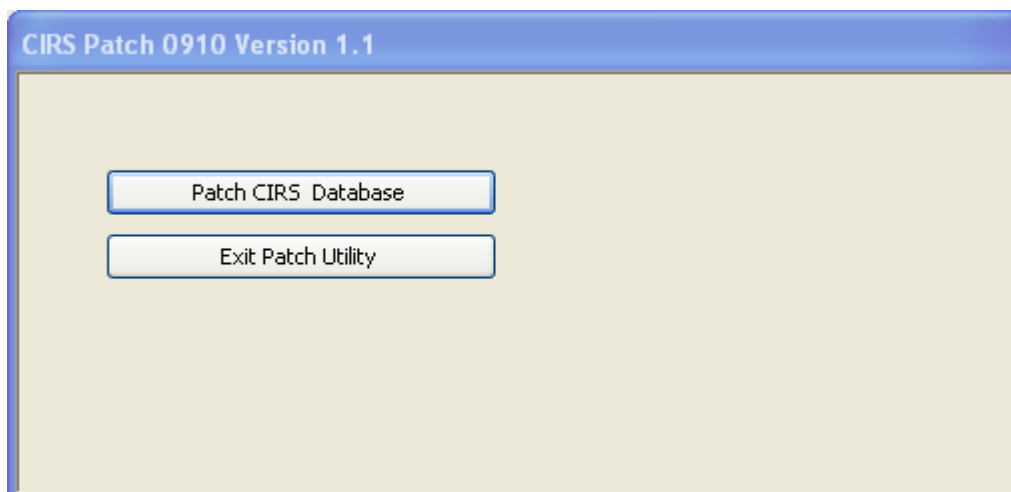 CIRS Patch 0910 Version 1.1
Patch CIRS  Database
Exit Patch Utility